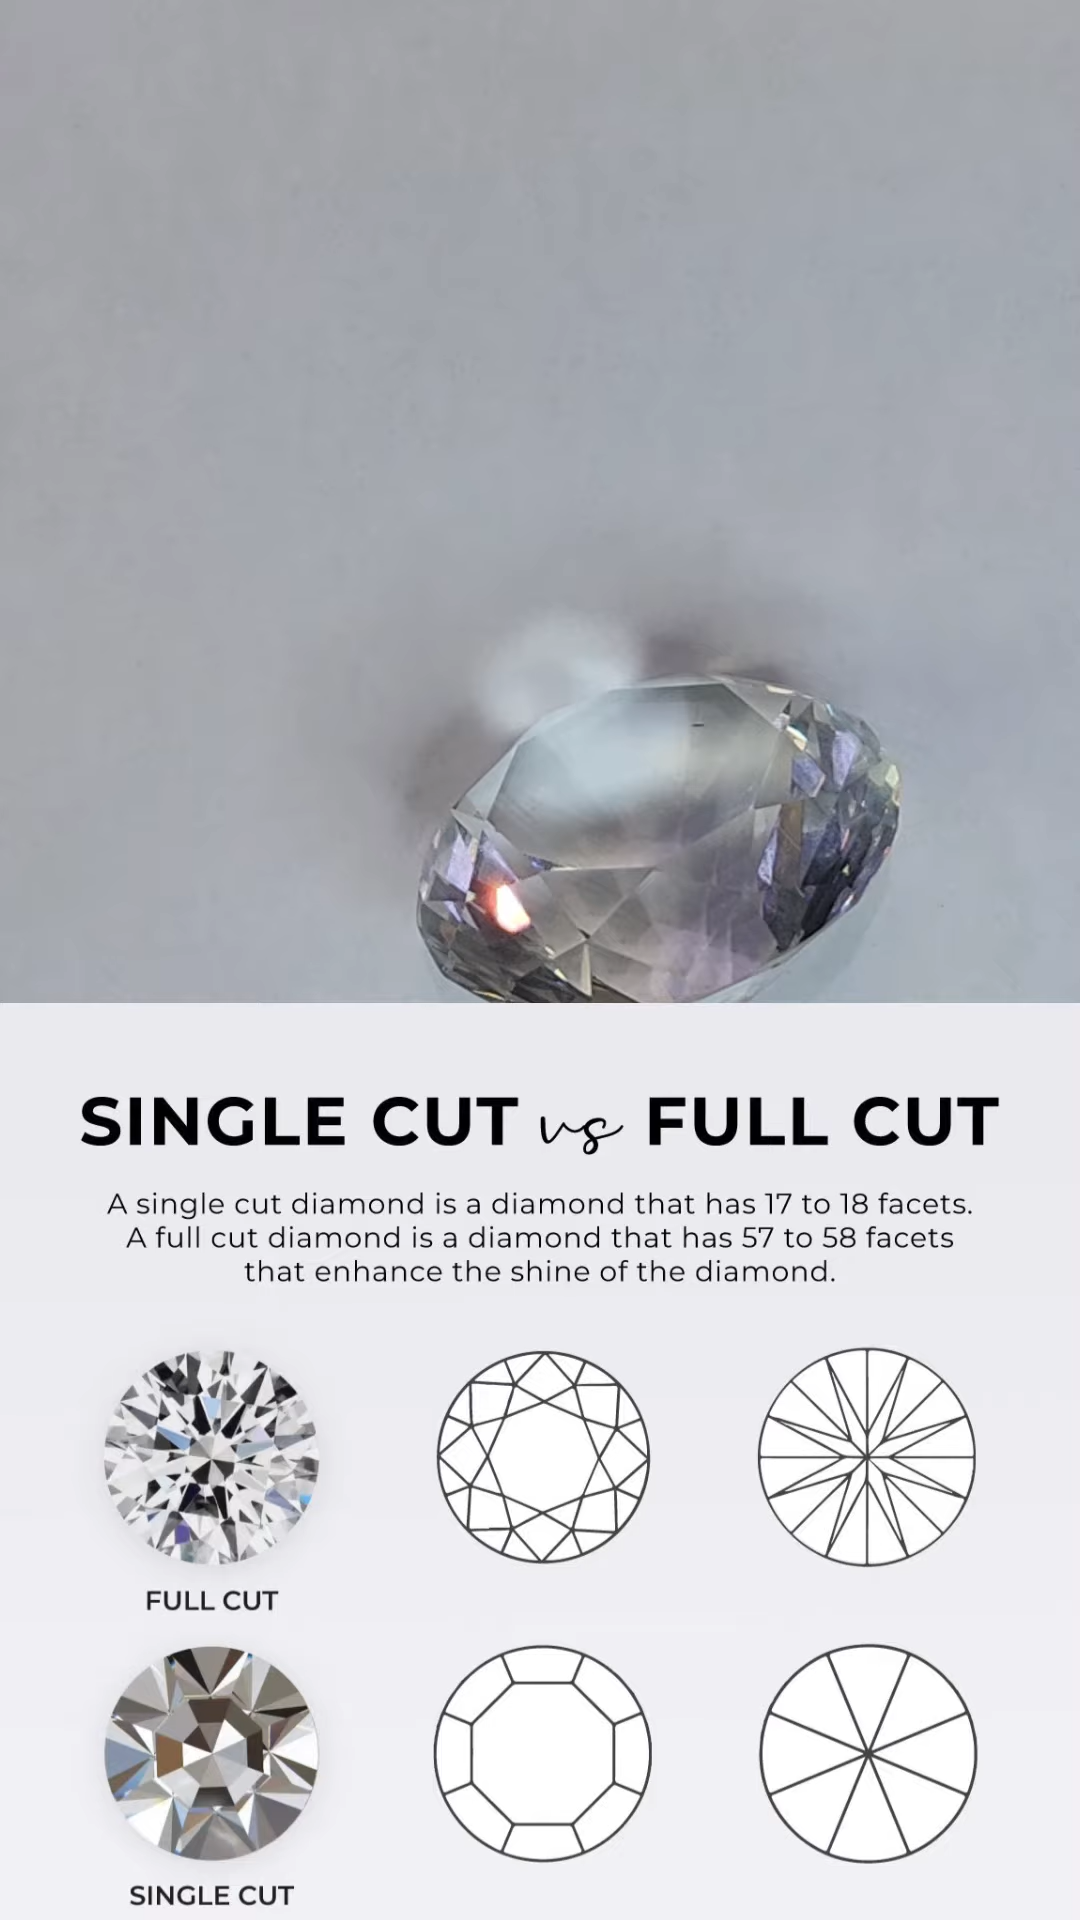 SINGLE CUT vs FULL CUT
A single cut diamond is a diamond that has 17 to 18 facets.
A full cut diamond is a diamond that has 57 to 58 facets
that enhance the shine of the diamond.
FULL CUT
SINGLE CUT